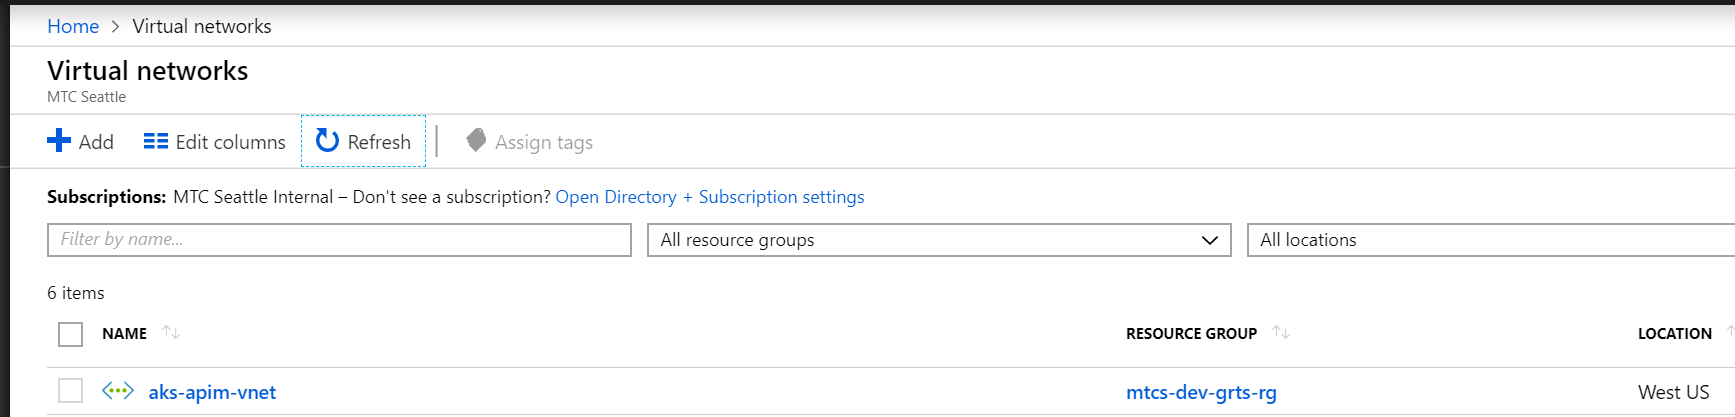 Home > Virtual networks
Virtual networks
MTC Seattle
Add Edit columns Refresh Assign tags
Subscriptions: MTC Seattle Internal – Don't see a subscription? Open Directory + Subscription settings
Filter by name... All resource groups All locations
6 items
NAME RESOURCE GROUP LOCATION
aks-apim-vnet mtcs-dev-grts-rg West US